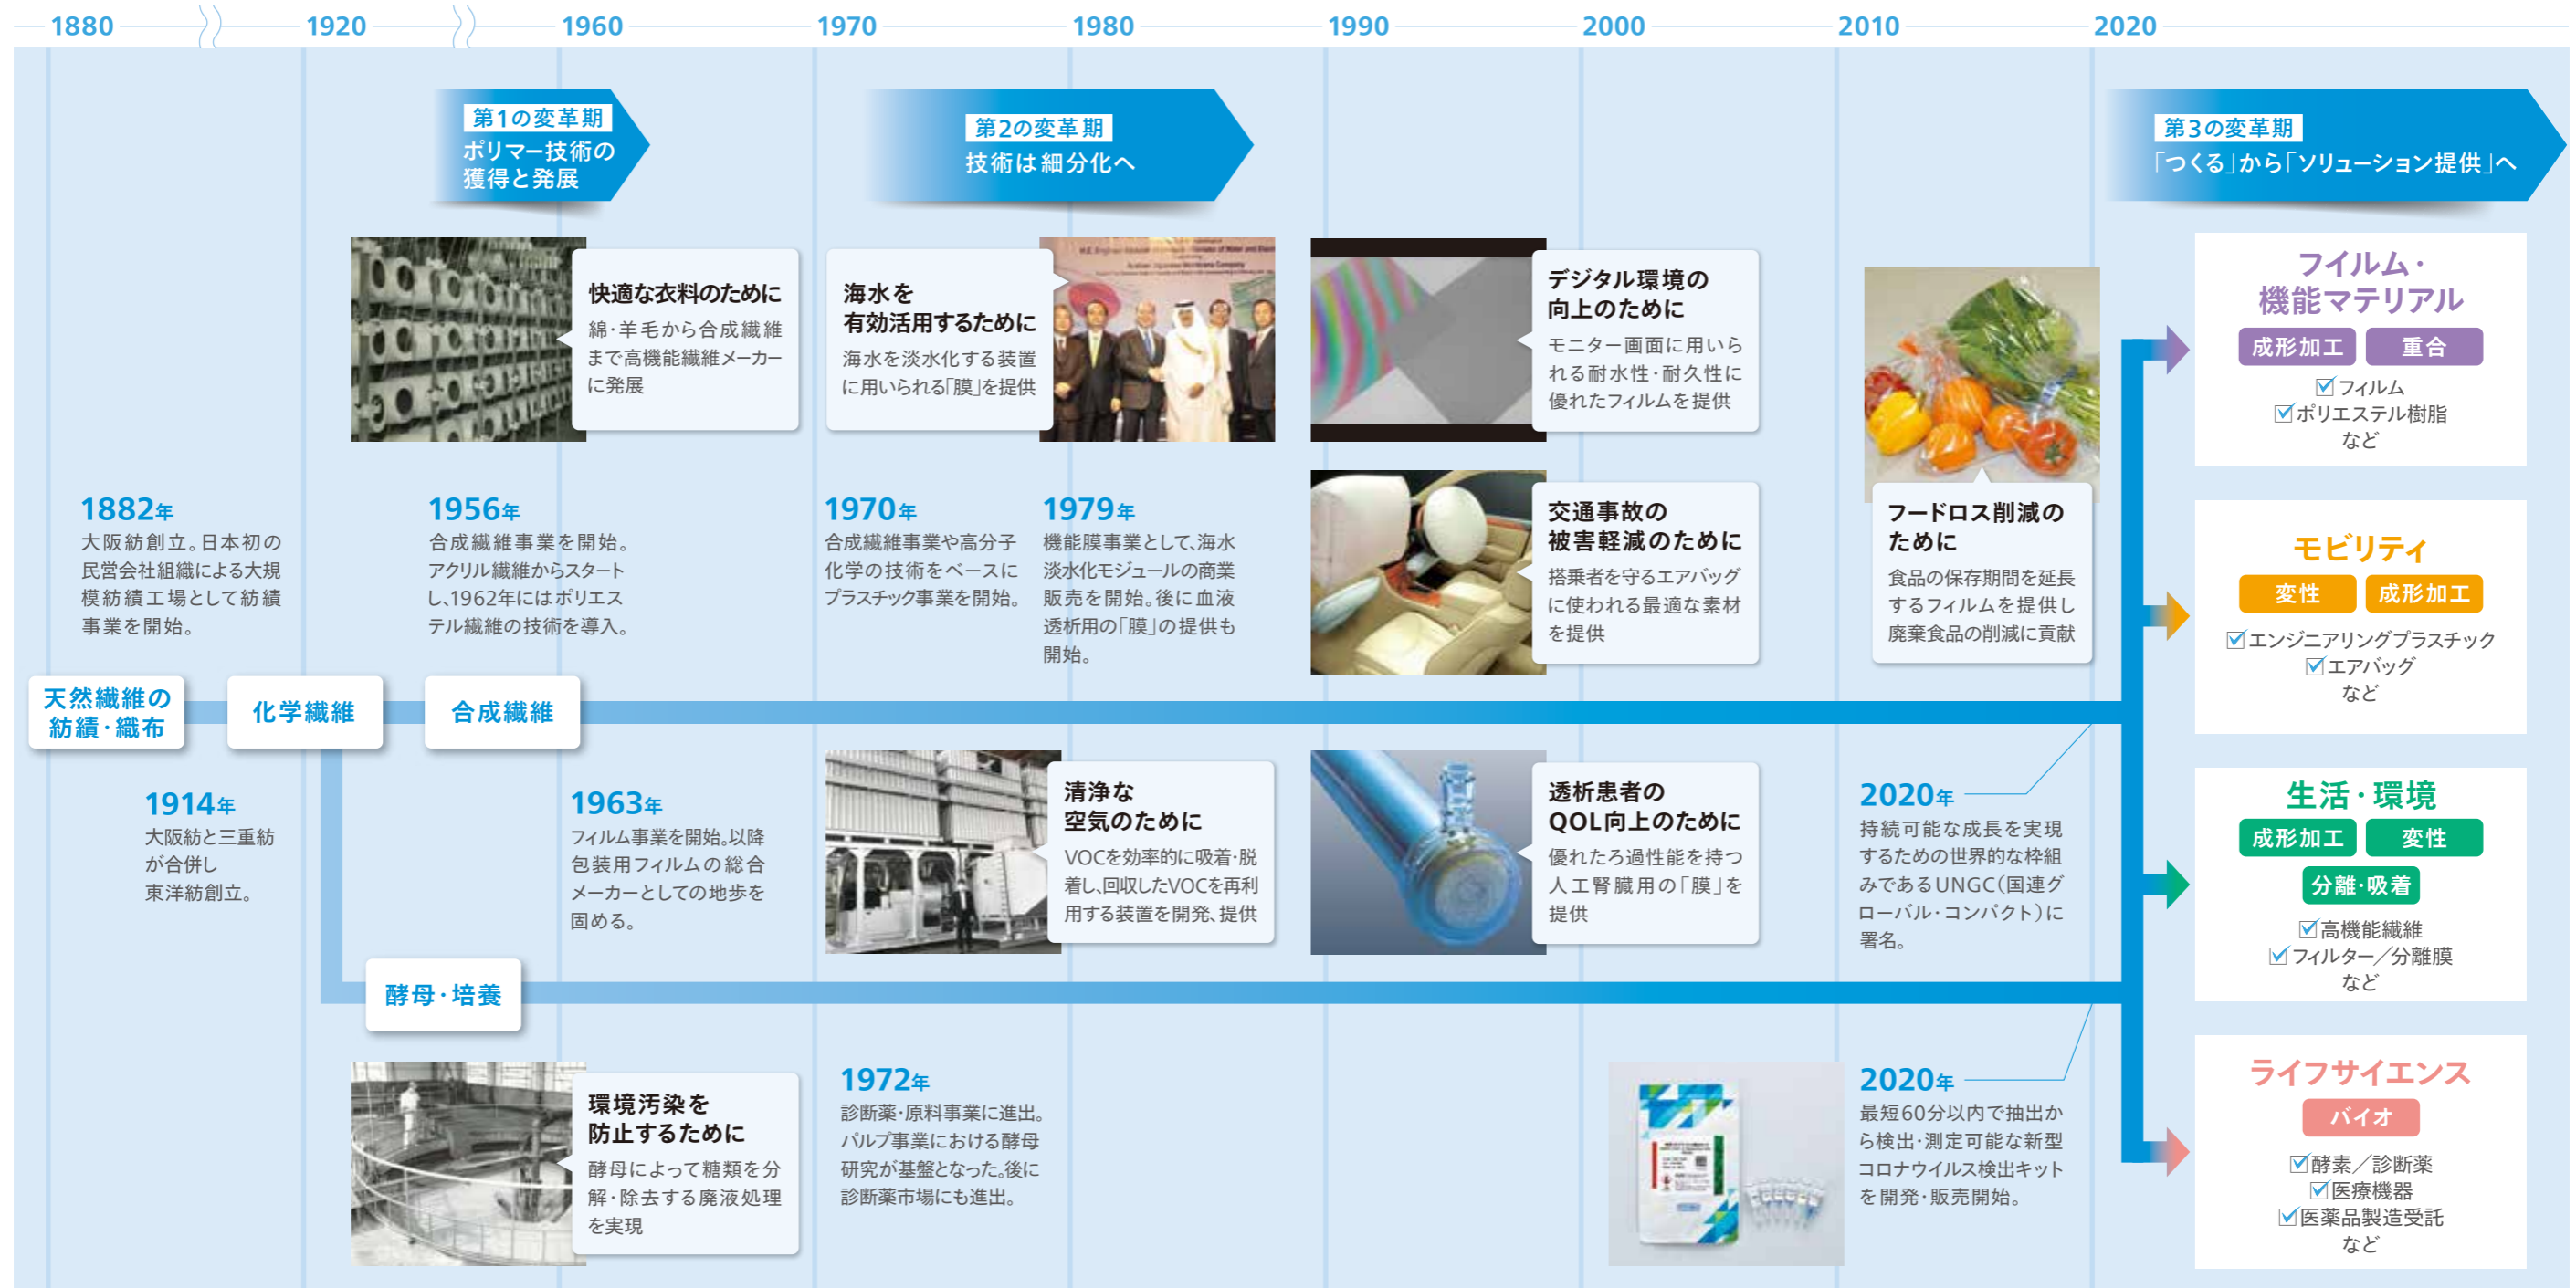 1880
1920
1960
1970
1980
1990
2000
2010
2020
第1の変革期
ポリマー技術の
獲得と発展
第2の変革期
技術は細分化へ
第3の変革期
「つくる」から「ソリューション提供」へ
快適な衣料のために
綿・羊毛から合成繊維
まで高機能繊維メーカー
に発展
海水を
有効活用するために
海水を淡水化する装置
に用いられる「膜」を提供
デジタル環境の
向上のために
モニター画面に用いら
れる耐水性・耐久性に
優れたフィルムを提供
交通事故の
被害軽減のために
搭乗者を守るエアバッグ
に使われる最適な素材
を提供
フードロス削減の
ために
食品の保存期間を延長
するフィルムを提供し
廃棄食品の削減に貢献
1882年
大阪紡創立。日本初の
民営会社組織による大規
模紡績工場として紡績
事業を開始。
1956年
合成繊維事業を開始。
アクリル繊維からスタート
し、1962年にはポリエス
テル繊維の技術を導入。
1970年
合成繊維事業や高分子
化学の技術をベースに
プラスチック事業を開始。
1979年
機能膜事業として、海水
淡水化モジュールの商業
販売を開始。後に血液
透析用の「膜」の提供も
開始。
天然繊維の
紡績・織布
化学繊維
合成繊維
1914年
大阪紡と三重紡
が合併し
東洋紡創立。
1963年
フィルム事業を開始。以降
包装用フィルムの総合
メーカーとしての地歩を
固める。
清浄な
空気のために
VOCを効率的に吸着・脱
着し、回収したVOCを再利
用する装置を開発、提供
透析患者の
QOL向上のために
優れたろ過性能を持つ
人工腎臓用の「膜」を
提供
2020年
持続可能な成長を実現
するための世界的な枠組
みであるUNGC(国連グ
ローバル・コンパクト)に
署名。
酵母・培養
環境汚染を
防止するために
酵母によって糖類を分
解・除去する廃液処理
を実現
1972年
診断薬・原料事業に進出。
パルプ事業における酵母
研究が基盤となった。後に
診断薬市場にも進出。
2020年
最短60分以内で抽出か
ら検出・測定可能な新型
コロナウイルス検出キット
を開発・販売開始。
フイルム・
機能マテリアル
成形加工 重合
フィルム
ポリエステル樹脂
など
モビリティ
変性 成形加工
エンジニアリングプラスチック
エアバッグ
など
生活・環境
成形加工 変性
分離・吸着
高機能繊維
フィルター／分離膜
など
ライフサイエンス
バイオ
酵素／診断薬
医療機器
医薬品製造受託
など